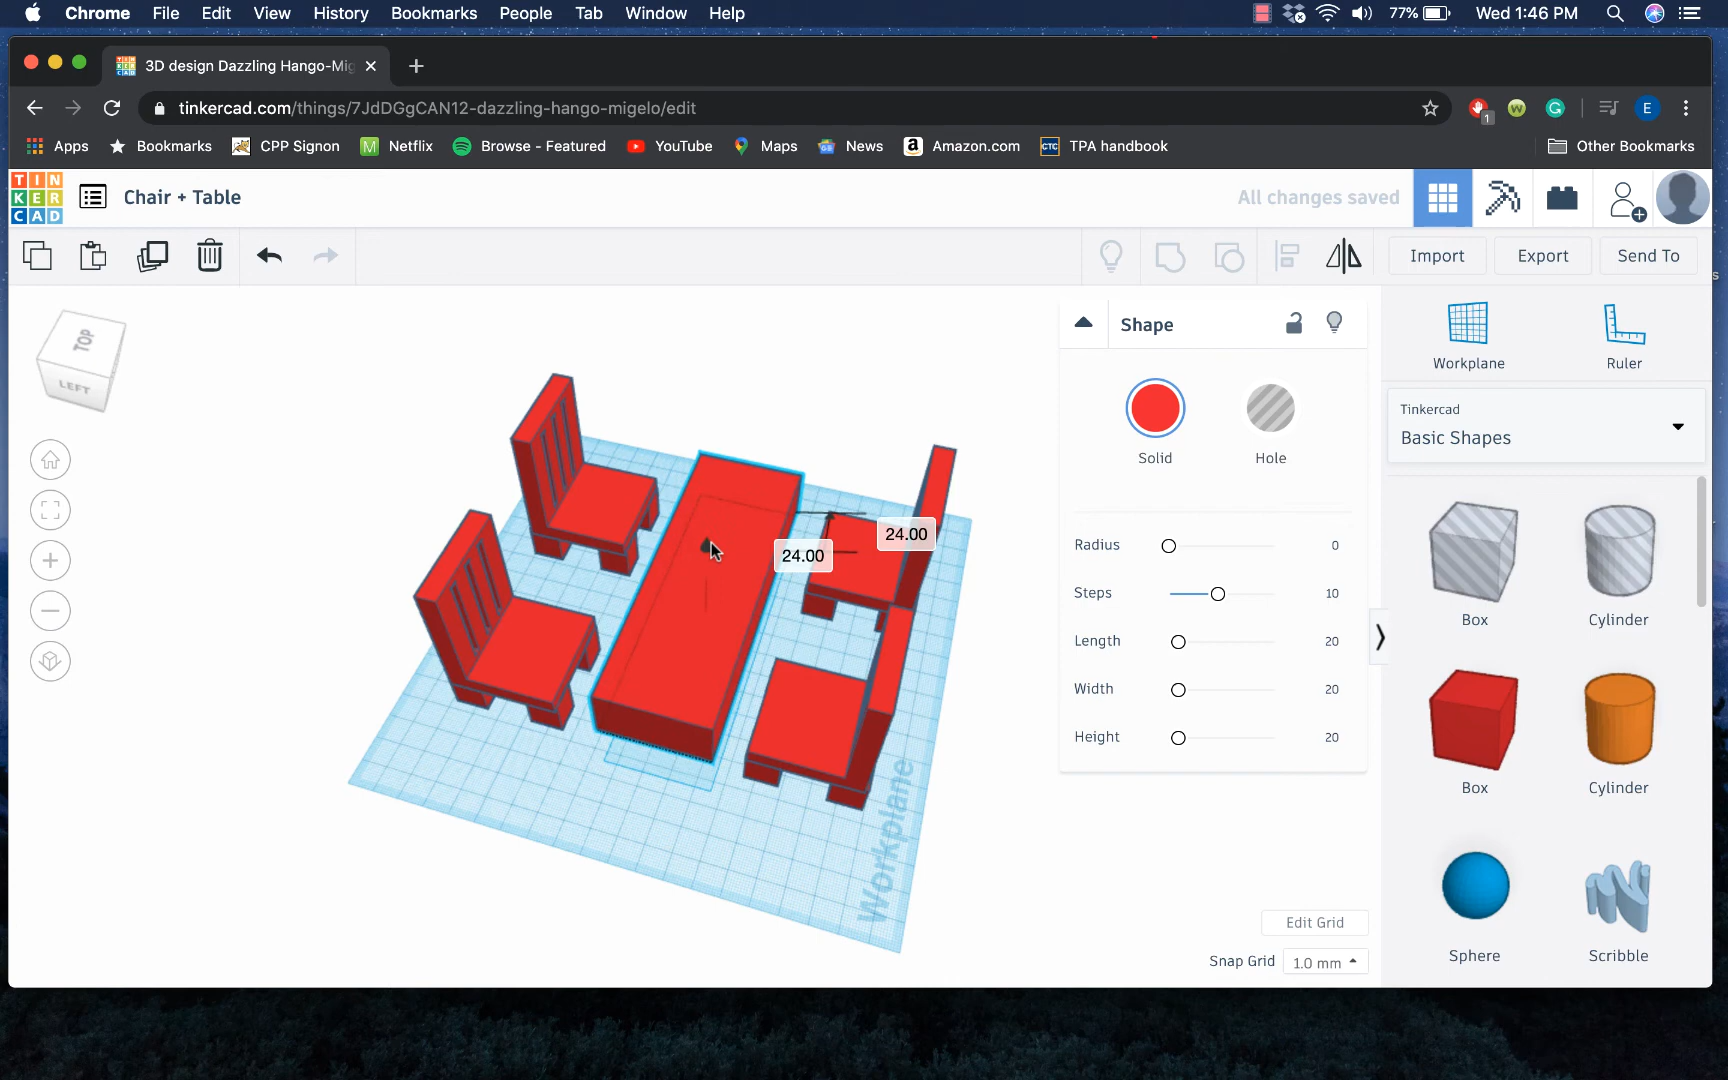 Chrome File Edit View History Bookmarks People Tab Window Help 77% Wed 1:46 PM
3D design Dazzling Hango-Mig
tinkercad.com/things/7JdDGgCAN12-dazzling-hango-migelo/edit
1
W
G
E
Apps Bookmarks CPP Signon M Netflix Browse - Featured YouTube Maps News a Amazon.com CTC TPA handbook Other Bookmarks
TIN
KER
CAD
Chair + Table
All changes saved
Import Export Send To
TOP
LEFT
Shape
Workplane Ruler
Solid Hole
Tinkercad
Basic Shapes
24.00
24.00
Radius 0
Steps 10
Length 20
Width 20
Height 20
Box Cylinder
Box Cylinder
Sphere Scribble
Workplane
Edit Grid
Snap Grid 1.0 mm
s